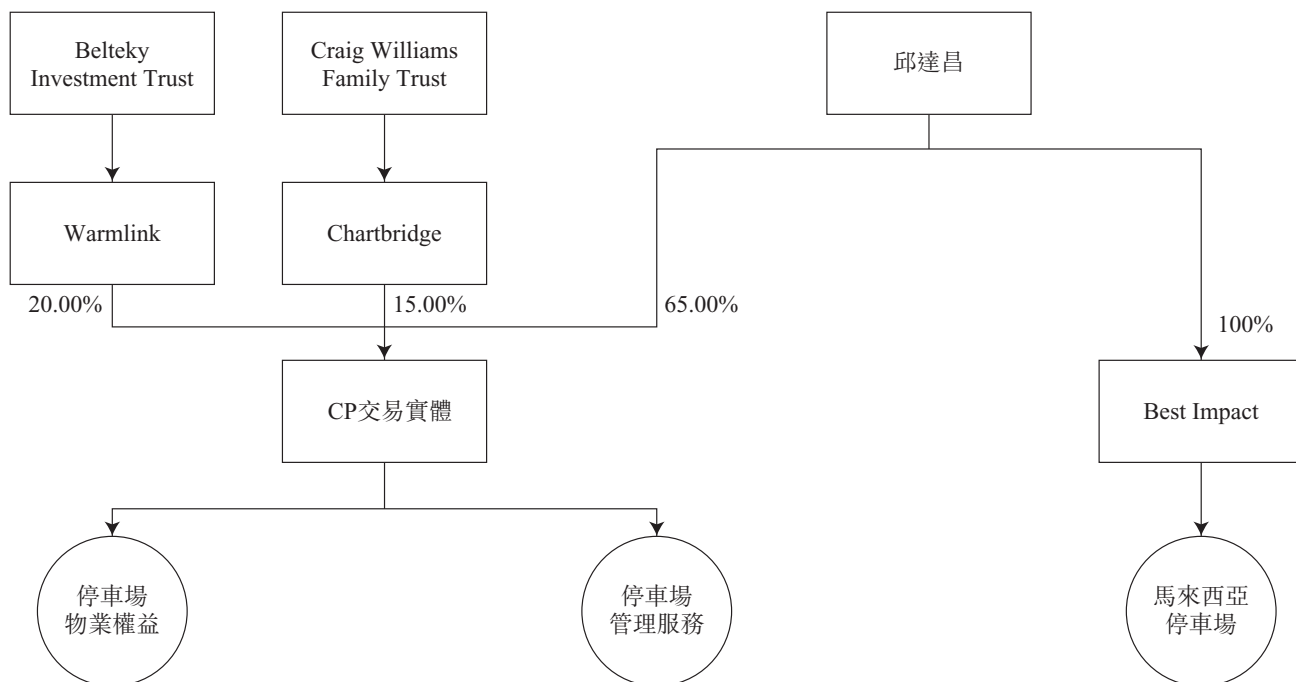 Belteky
Investment Trust
Craig Williams
Family Trust
邱達昌
Warmlink
Chartbridge
20.00%
15.00%
65.00%
100%
CP交易實體
Best Impact
停車場
物業權益
停車場
管理服務
馬來西亞
停車場